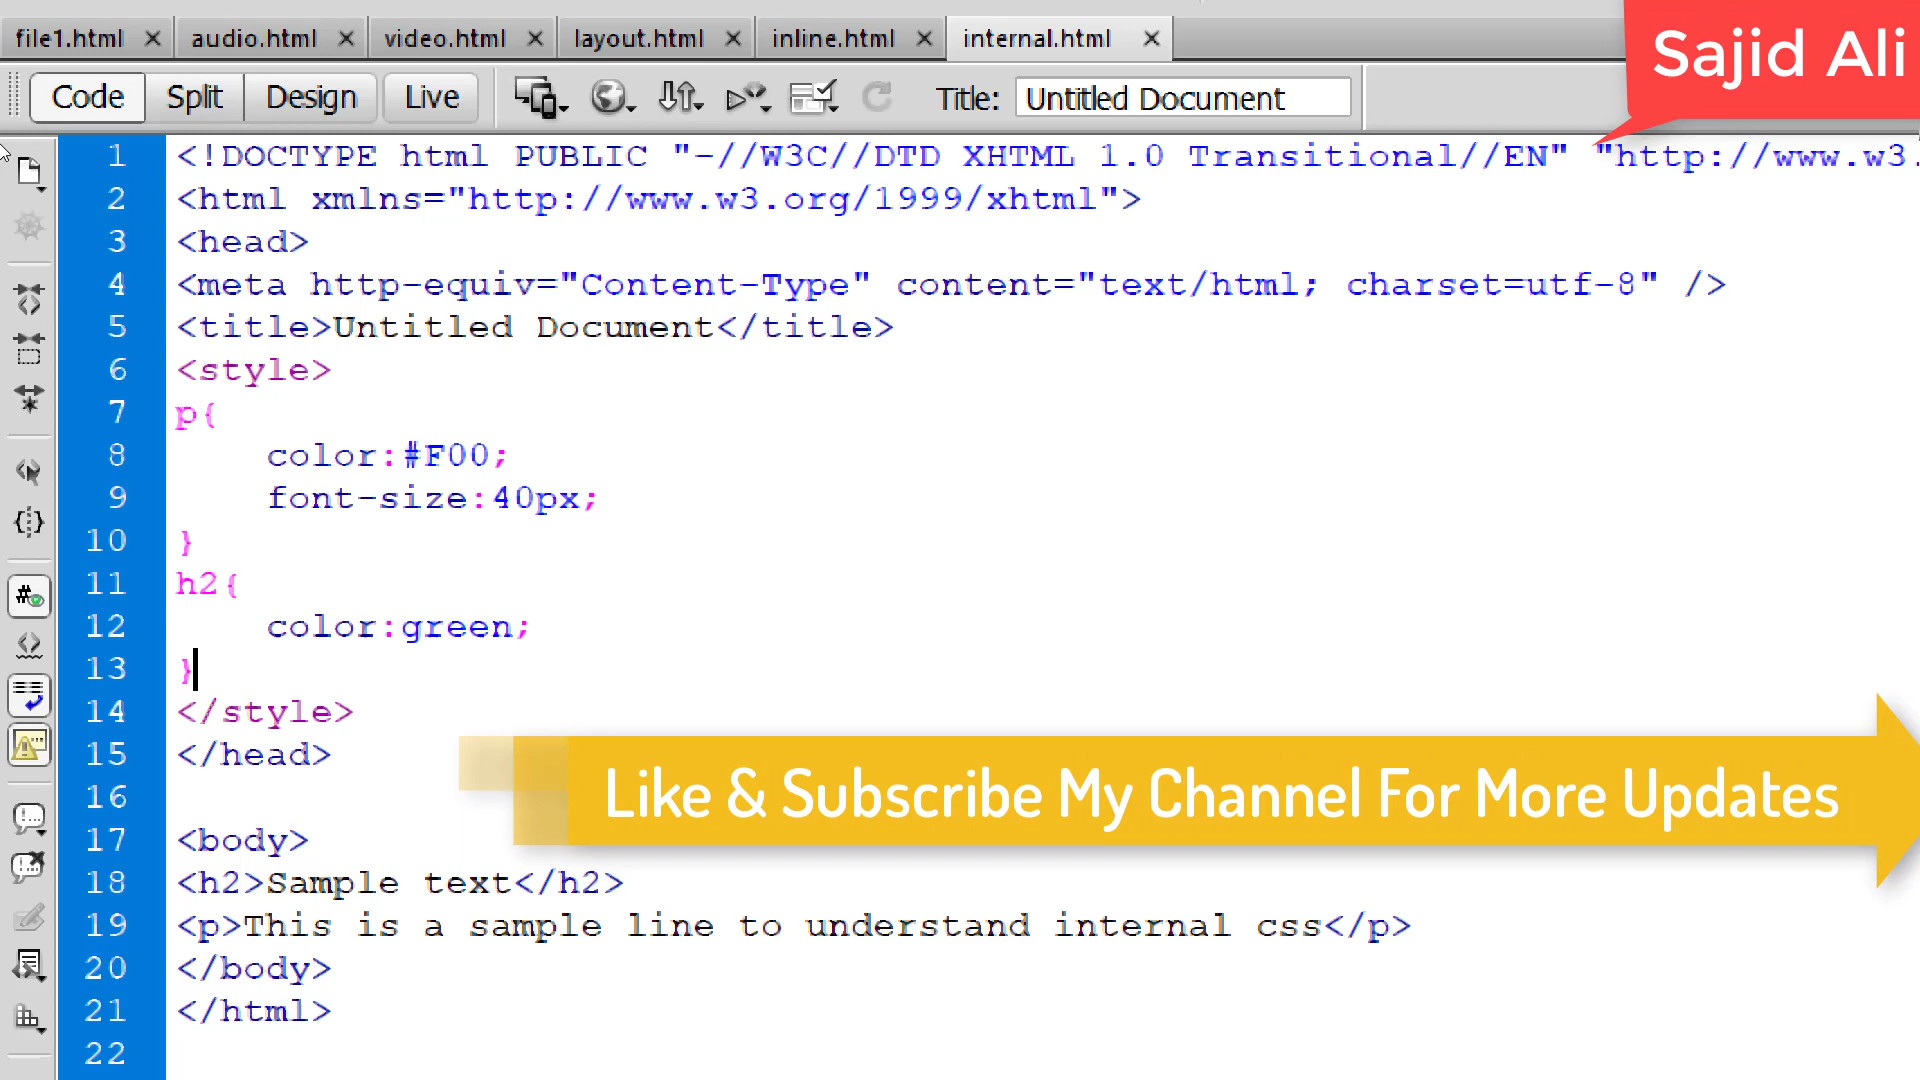 file1.html × audio.html × video.html × layout.html × inline.html × internal.html ×
Sajid Ali
Code Split Design Live Title: Untitled Document
1 <!DOCTYPE html PUBLIC "-//W3C//DTD XHTML 1.0 Transitional//EN" "http://www.w3.
2 <html xmlns="http://www.w3.org/1999/xhtml">
3 <head>
4 <meta http-equiv="Content-Type" content="text/html; charset=utf-8" />
5 <title>Untitled Document</title>
6 <style>
7 p{
8 color:#F00;
9 font-size:40px;
10 }
11 h2{
12 color:green;
13 }
14 </style>
15 </head>
16
Like & Subscribe My Channel For More Updates
17 <body>
18 <h2>Sample text</h2>
19 <p>This is a sample line to understand internal css</p>
20 </body>
21 </html>
22